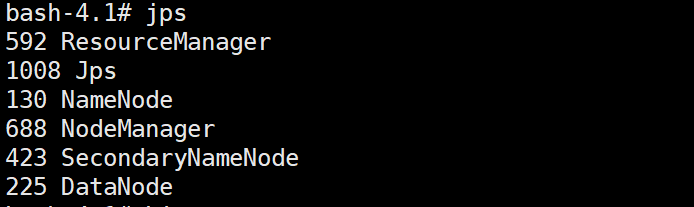 bash-4.1# jps
592 ResourceManager
1008 Jps
130 NameNode
688 NodeManager
423 SecondaryNameNode
225 DataNode